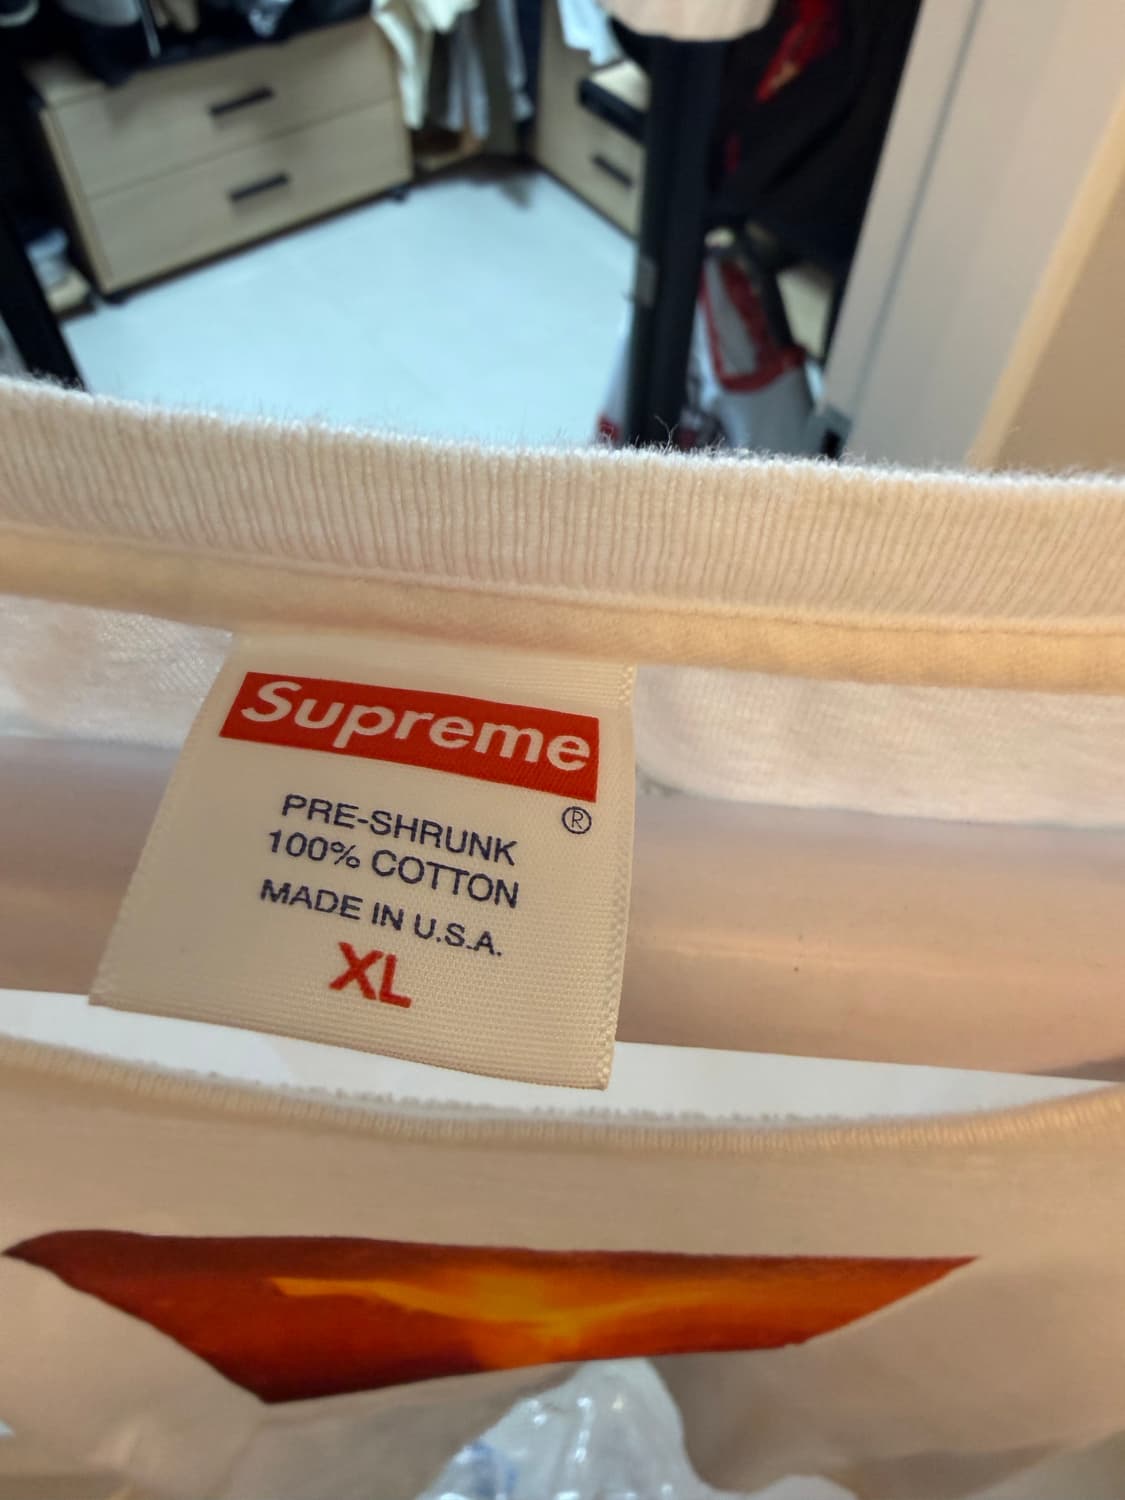 Supreme
®
PRE-SHRUNK
100% COTTON
MADE IN U.S.A.
XL